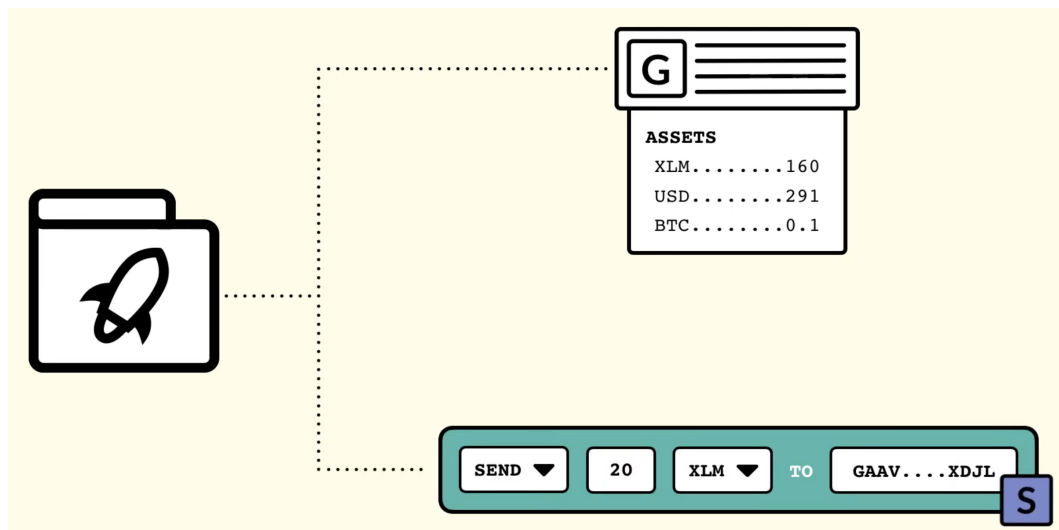 G
ASSETS
XLM........160
USD........291
BTC........0.1
SEND 20 XLM TO GAAV....XDJL
S